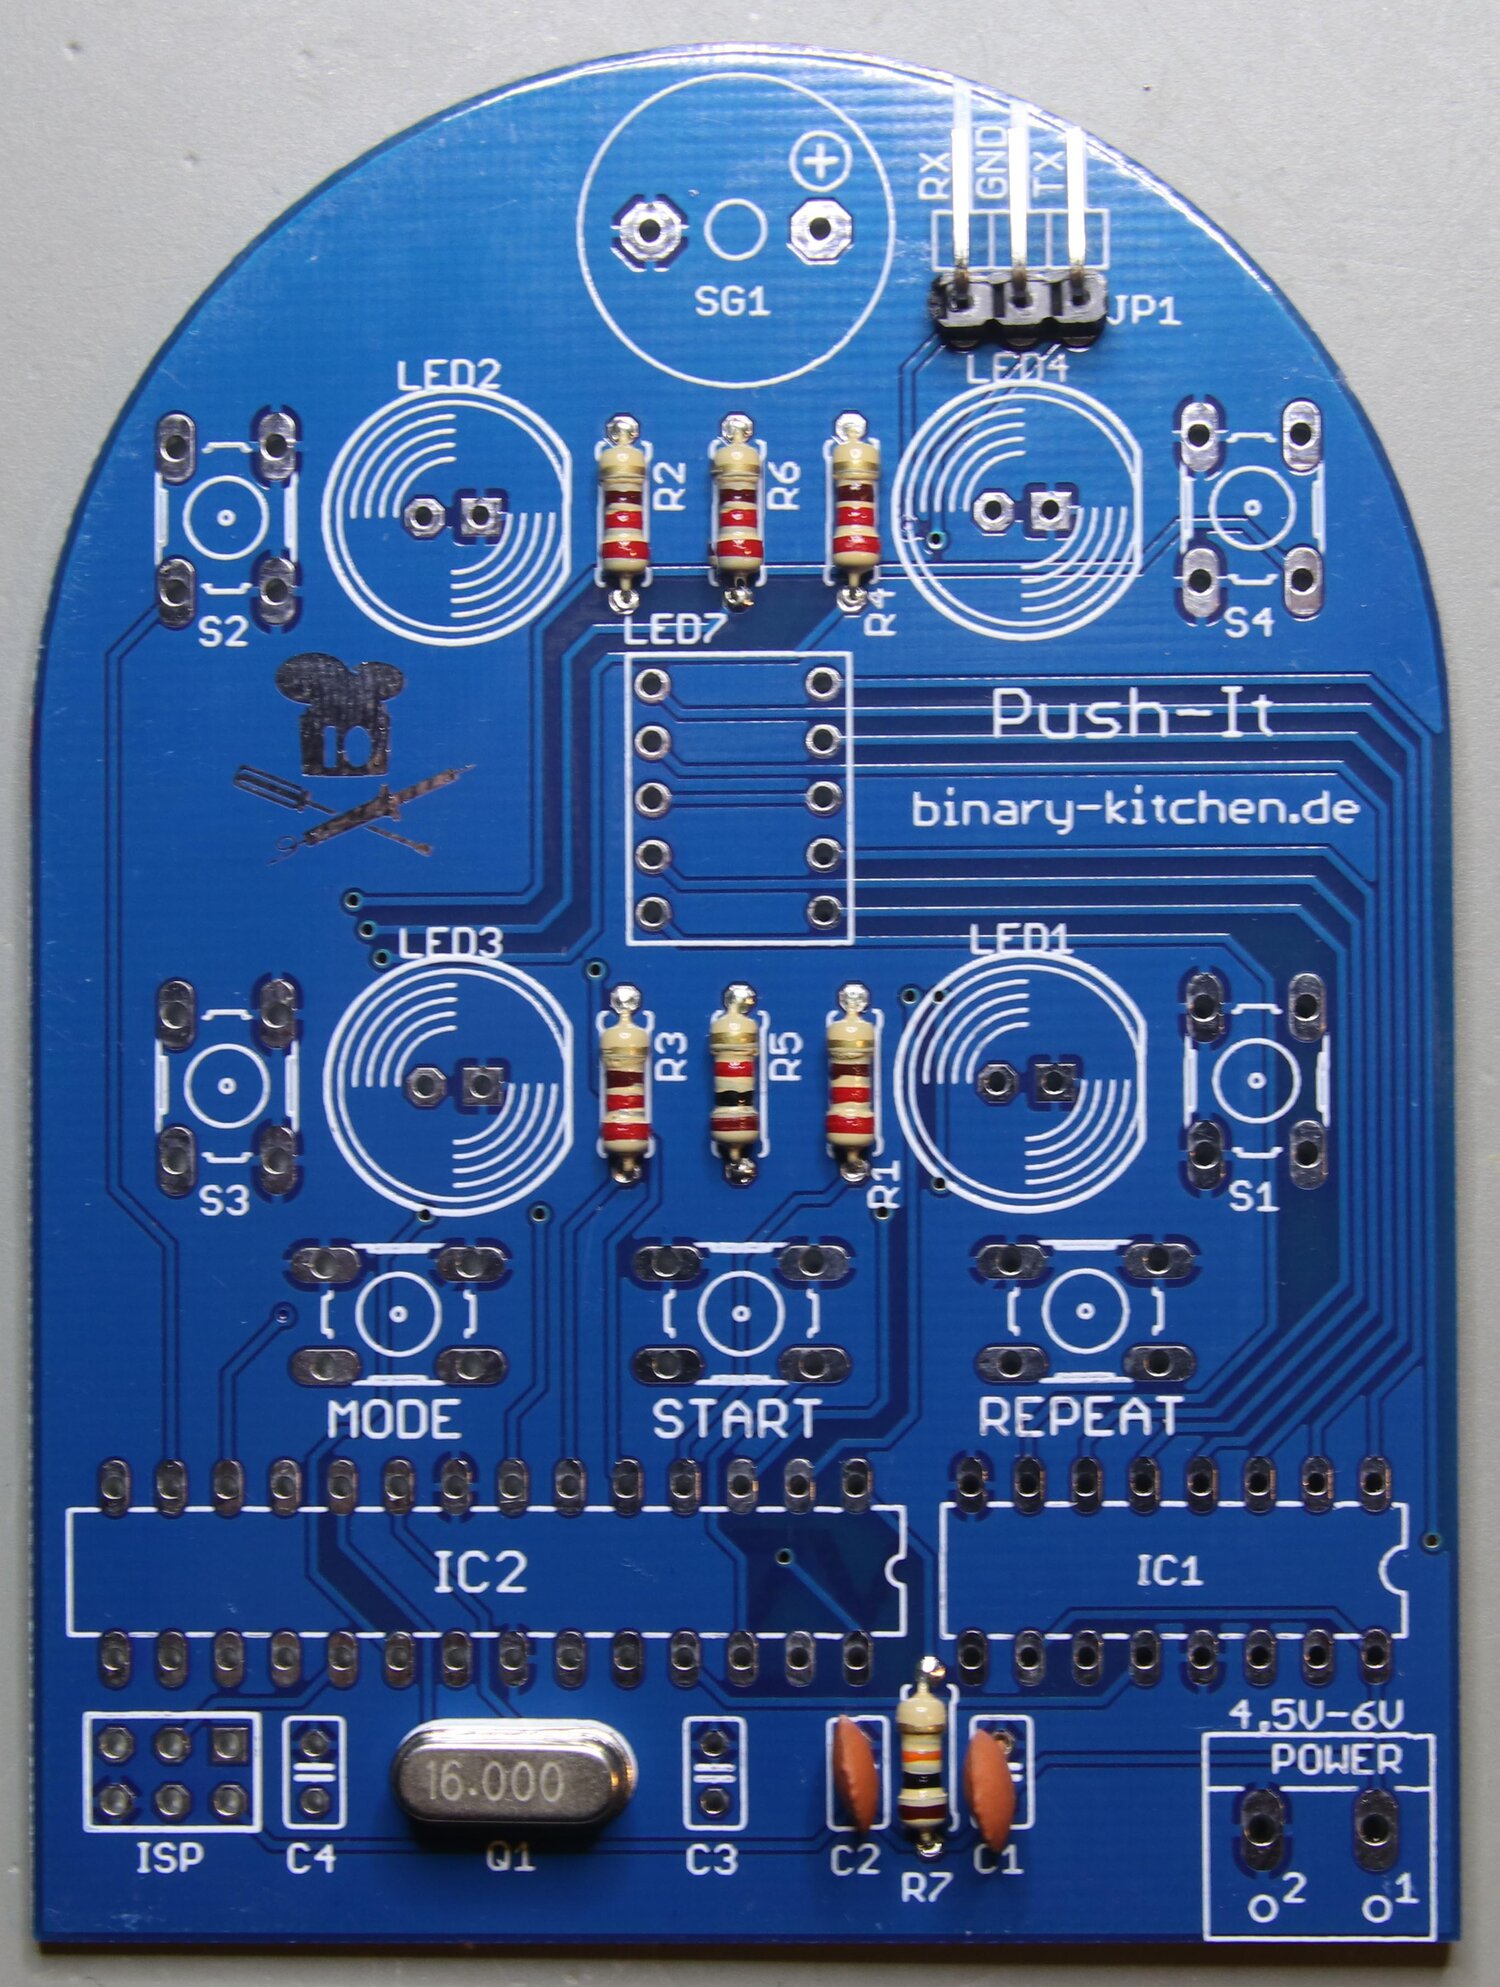 RX
GND
TX
SG1
JP1
LED2
LED4
R2
R6
R4
S2
S4
LED7
Push-It
binary-kitchen.de
LED3
LED1
R3
R5
R1
S3
S1
MODE
START
REPEAT
IC2
IC1
4,5V-6V
POWER
16.000
ISP
C4
Q1
C3
C2
R7
C1
2
1